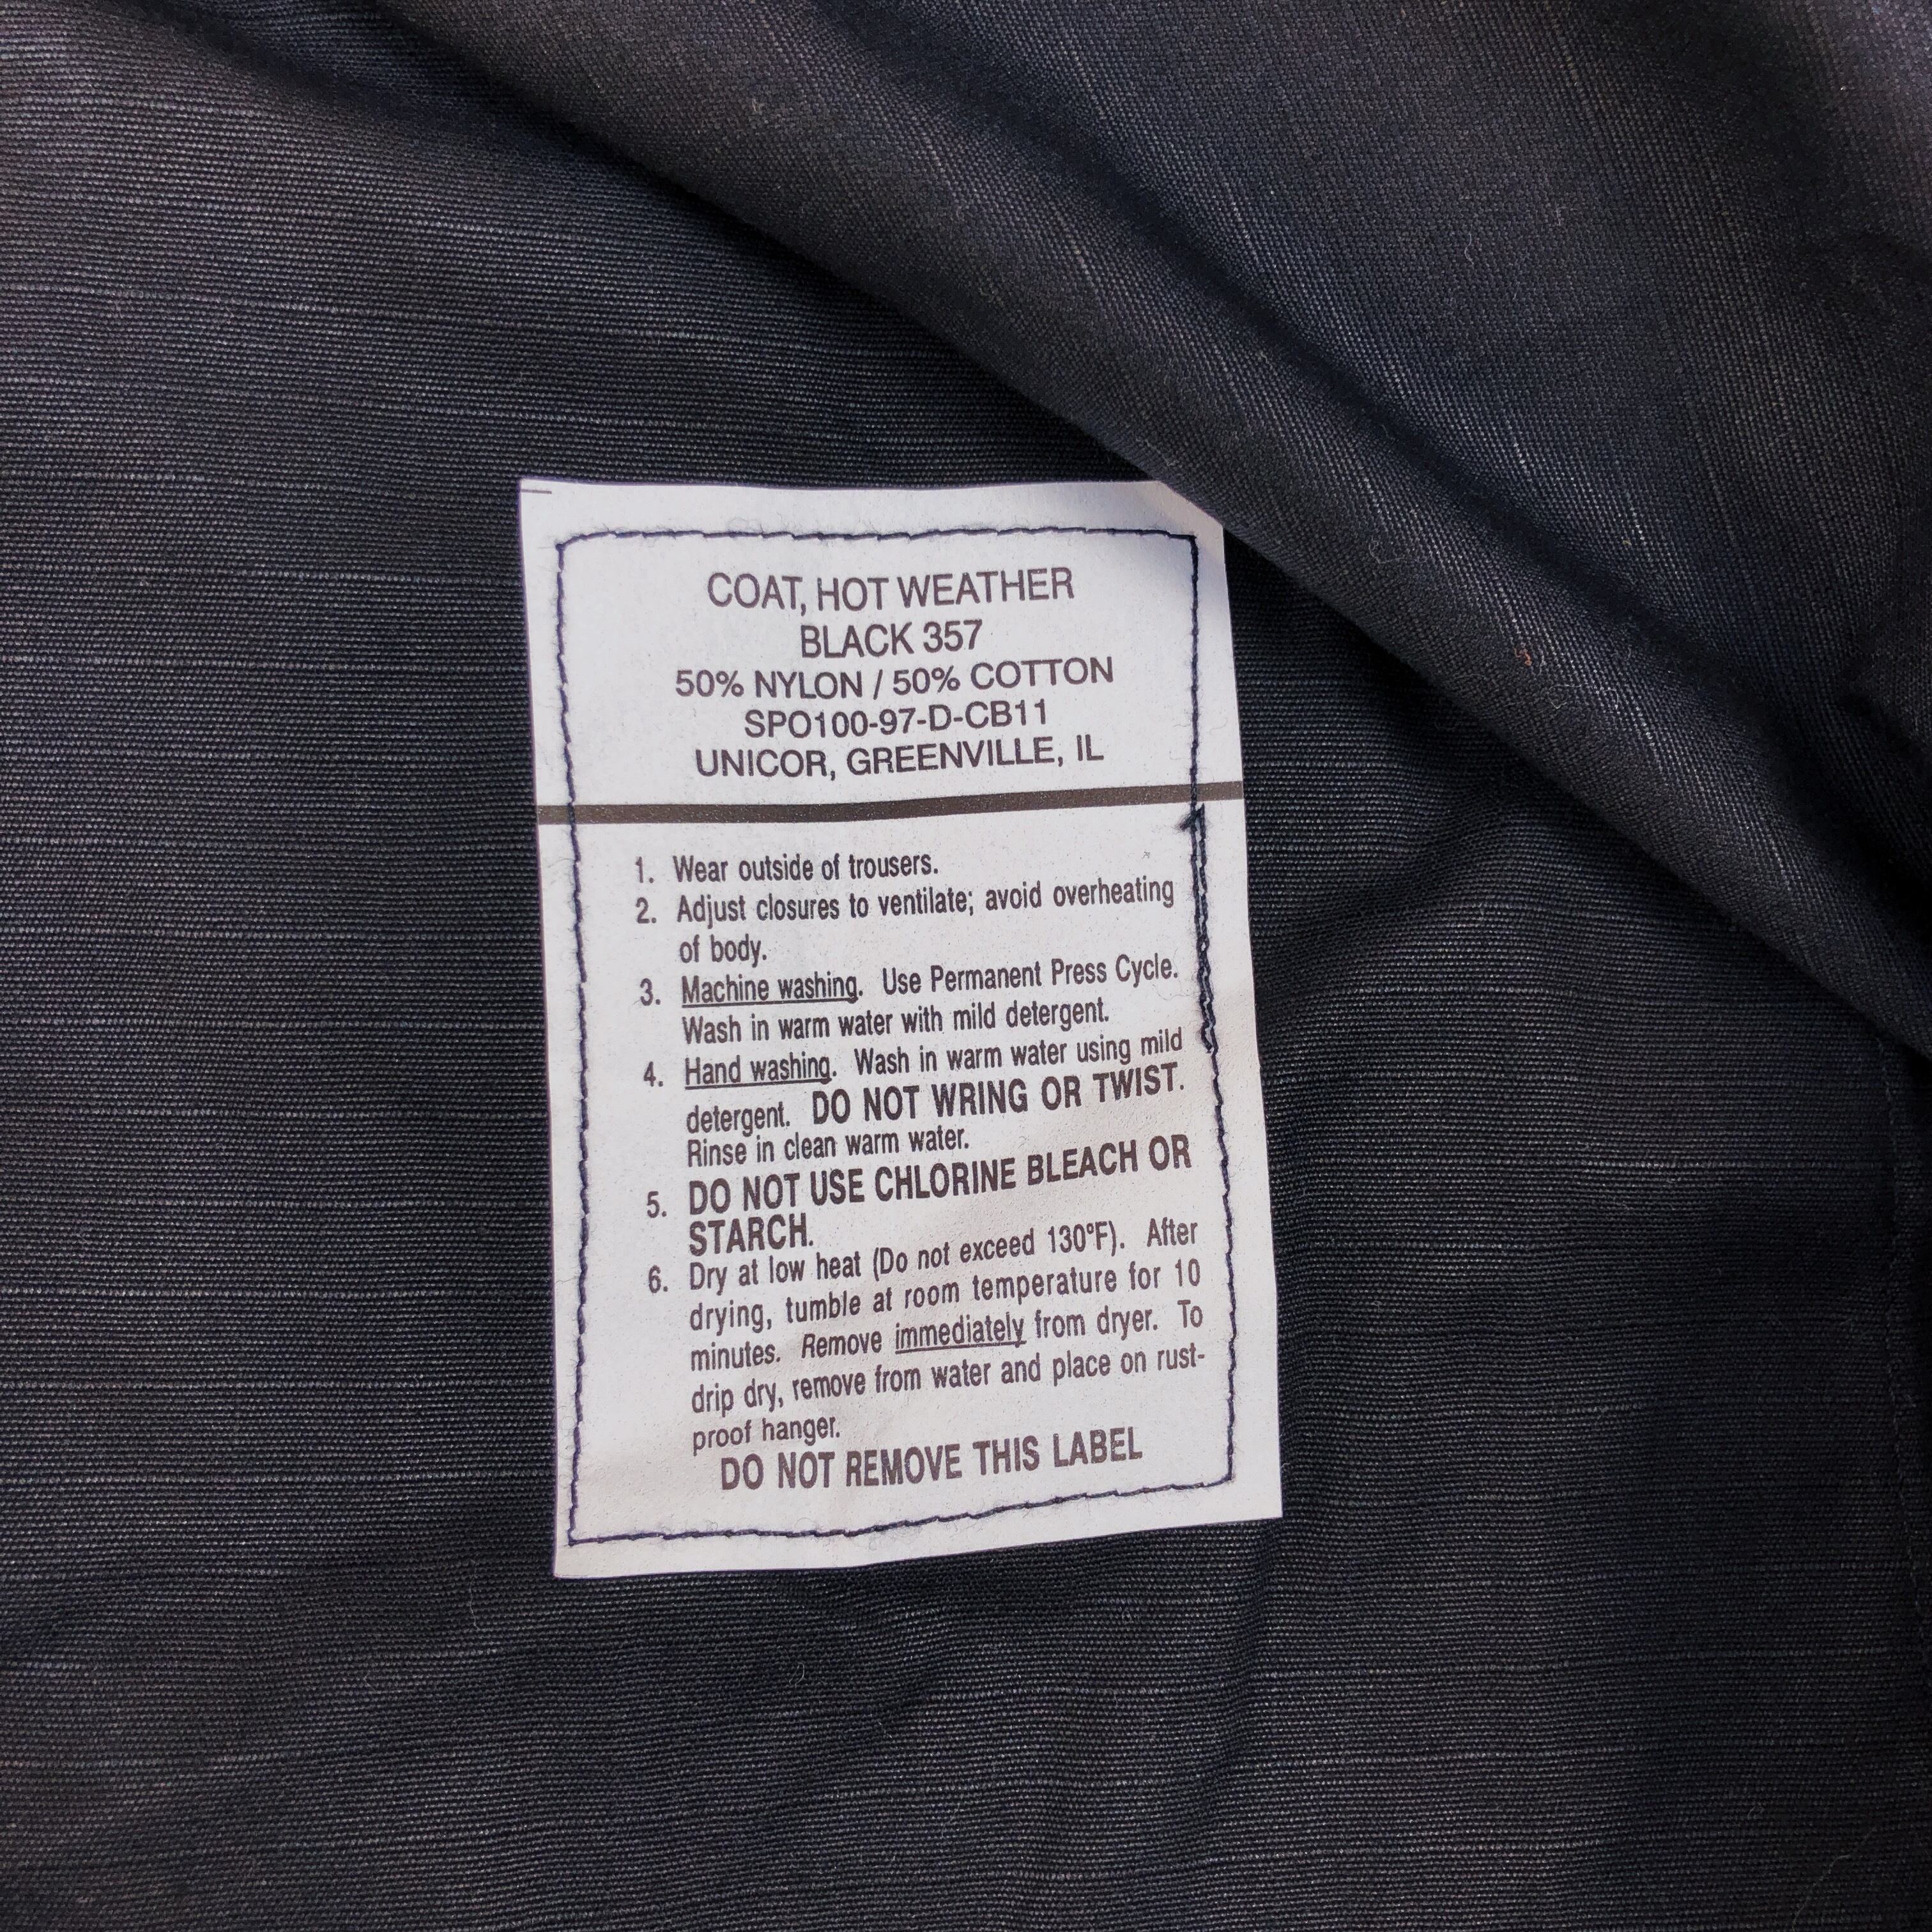 COAT, HOT WEATHER
BLACK 357
50% NYLON / 50% COTTON
SPO100-97-D-CB11
UNICOR, GREENVILLE, IL
1. Wear outside of trousers.
2. Adjust closures to ventilate; avoid overheating
of body.
3. Machine washing. Use Permanent Press Cycle.
Wash in warm water with mild detergent.
4. Hand washing. Wash in warm water using mild
detergent. DO NOT WRING OR TWIST.
Rinse in clean warm water.
5. DO NOT USE CHLORINE BLEACH OR
STARCH.
6. Dry at low heat (Do not exceed 130ºF). After
drying, tumble at room temperature for 10
minutes. Remove immediately from dryer. To
drip dry, remove from water and place on rust-
proof hanger.
DO NOT REMOVE THIS LABEL